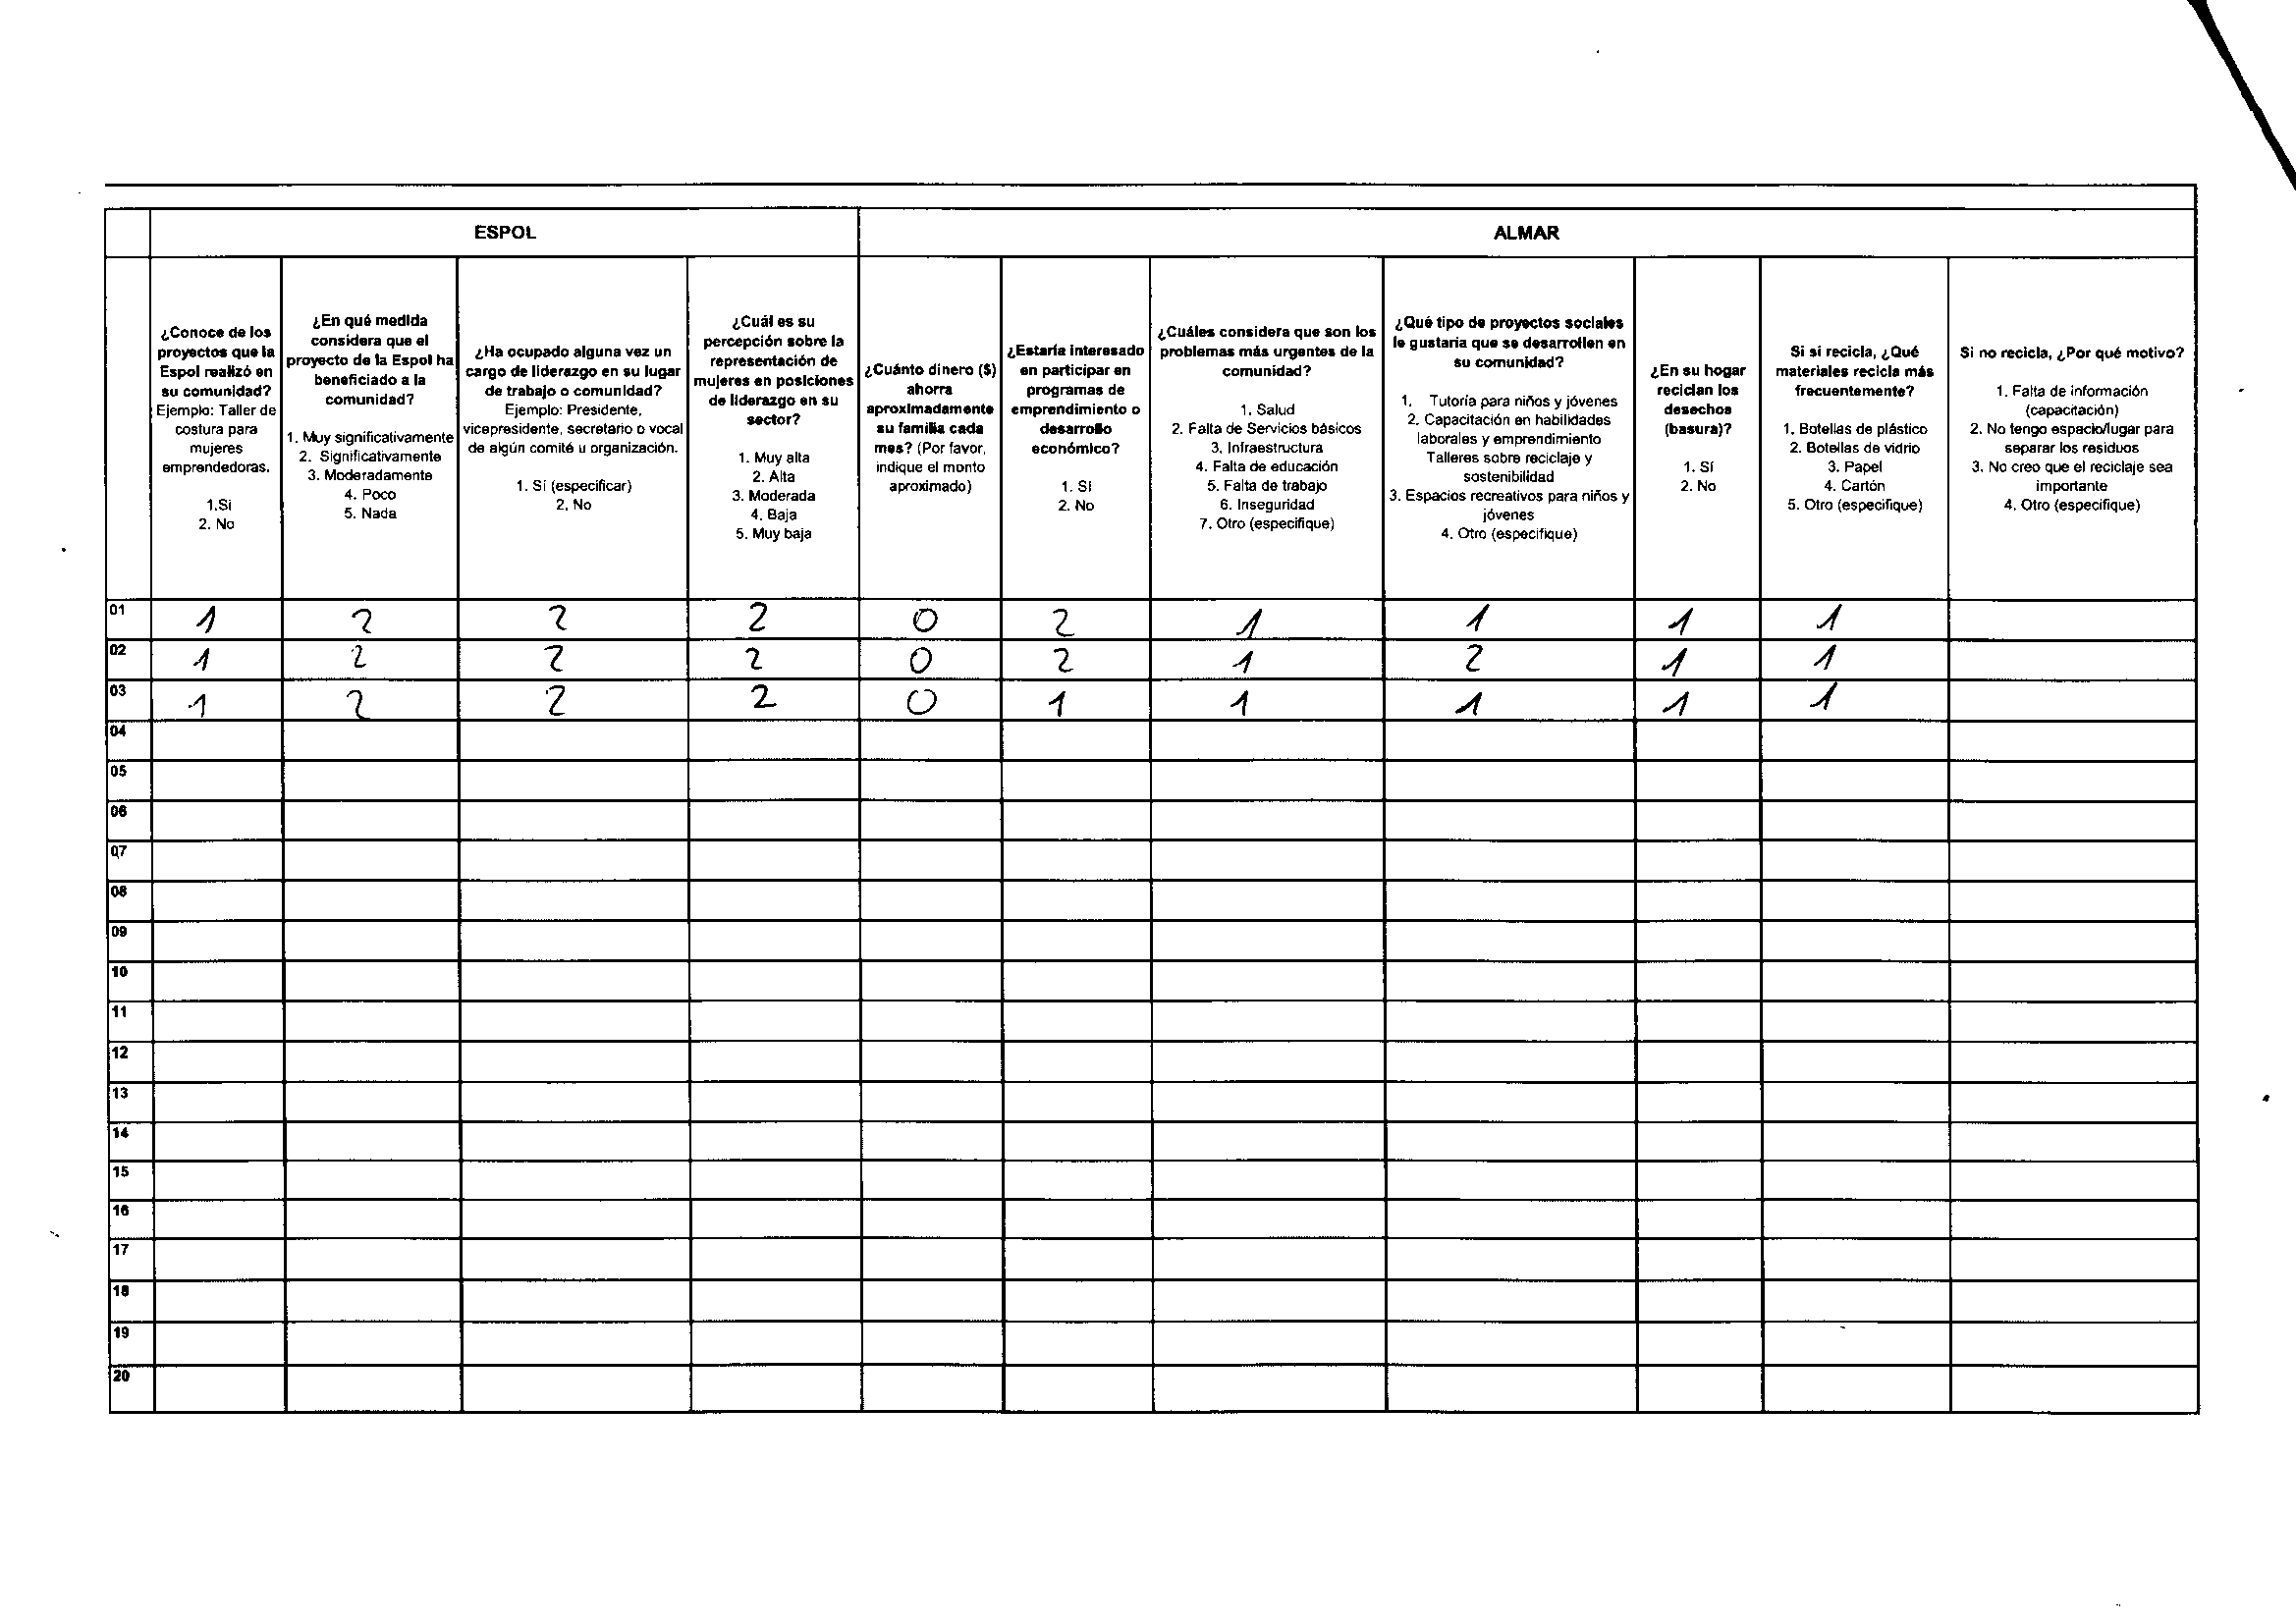 ESPOL
ALMAR
¿Conoce de los
proyectos que la
Espol realizó en
su comunidad?
Ejemplo: Taller de
costura para
mujeres
emprendedoras.
1.Si
2. No
¿En qué medida
considera que el
proyecto de la Espol ha
beneficiado a la
comunidad?
1. Muy significativamente
2. Significativamente
3. Moderadamente
4. Poco
5. Nada
¿Ha ocupado alguna vez un
cargo de liderazgo en su lugar
de trabajo o comunidad?
Ejemplo: Presidente,
vicepresidente, secretario o vocal
de algún comité u organización.
1. Sí (especificar)
2. No
¿Cuál es su
percepción sobre la
representación de
mujeres en posiciones
de liderazgo en su
sector?
1. Muy alta
2. Alta
3. Moderada
4. Baja
5. Muy baja
¿Cuánto dinero ($)
ahorra
aproximadamente
su familia cada
mes? (Por favor,
indique el monto
aproximado)
¿Estaría interesado
en participar en
programas de
emprendimiento o
desarrollo
económico?
1. Sí
2. No
¿Cuáles considera que son los
problemas más urgentes de la
comunidad?
1. Salud
2. Falta de Servicios básicos
3. Infraestructura
4. Falta de educación
5. Falta de trabajo
6. Inseguridad
7. Otro (especifique)
¿Qué tipo de proyectos sociales
le gustaria que se desarrollen en
su comunidad?
1. Tutoría para niños y jóvenes
2. Capacitación en habilidades
laborales y emprendimiento
Talleres sobre reciclaje y
sostenibilidad
3. Espacios recreativos para niños y
jóvenes
4. Otro (especifique)
¿En su hogar
reciclan los
desechos
(basura)?
1. Sí
2. No
Si si recicla, ¿Qué
materiales recicla más
frecuentemente?
1. Botellas de plástico
2. Botellas de vidrio
3. Papel
4. Cartón
5. Otro (especifique)
Si no recicla, ¿Por qué motivo?
1. Falta de información
(capacitación)
2. No tengo espacio/lugar para
separar los residuos
3. No creo que el reciclaje sea
importante
4. Otro (especifique)
01 1 2 2 2 0 2 1 1 1 1
02 1 2 2 2 0 2 1 2 1 1
03 1 2 2 2 0 1 1 1 1 1
04
05
06
07
08
09
10
11
12
13
14
15
16
17
18
19
20